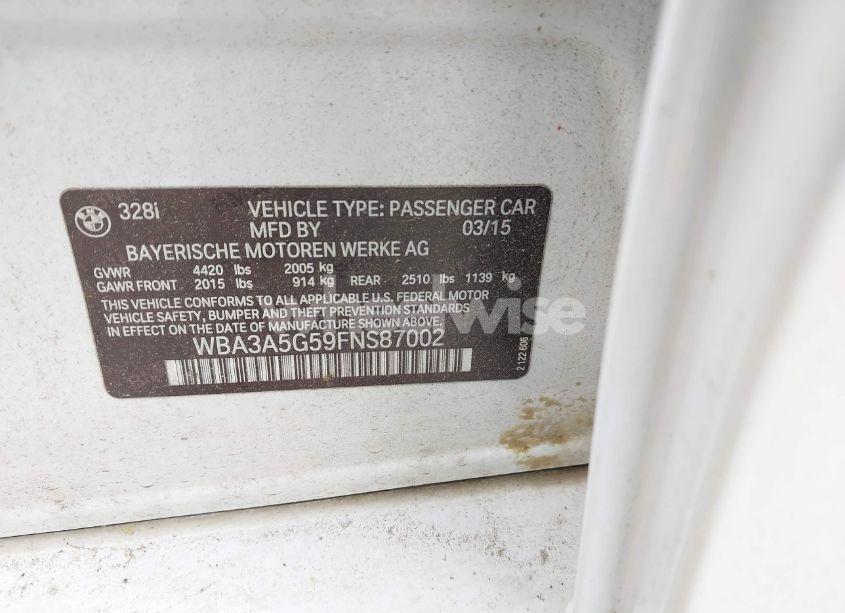 328i VEHICLE TYPE: PASSENGER CAR
MFD BY 03/15
BAYERISCHE MOTOREN WERKE AG
GVWR 4420 lbs 2005 kg
GAWR FRONT 2015 lbs 914 kg REAR 2510 lbs 1139 kg
THIS VEHICLE CONFORMS TO ALL APPLICABLE U.S. FEDERAL MOTOR
VEHICLE SAFETY, BUMPER AND THEFT PREVENTION STANDARDS
IN EFFECT ON THE DATE OF MANUFACTURE SHOWN ABOVE.
WBA3A5G59FNS87002
2 122 606
wise